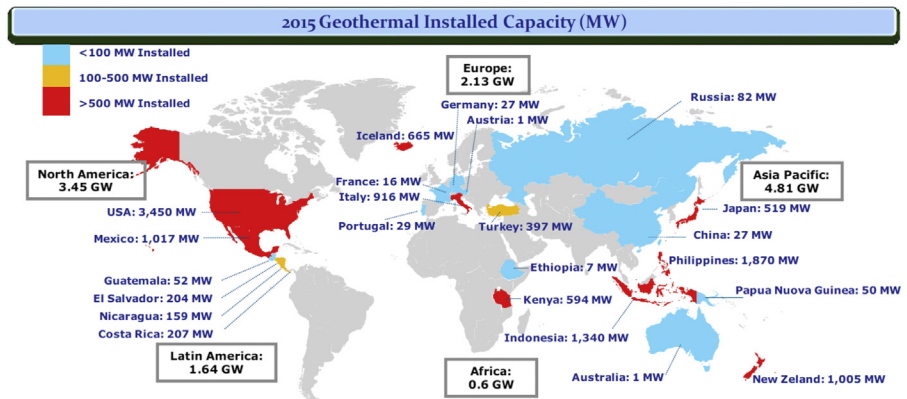 2015 Geothermal Installed Capacity (MW)
<100 MW Installed
100-500 MW Installed
>500 MW Installed
Europe:
2.13 GW
Germany: 27 MW
Austria: 1 MW
Russia: 82 MW
Iceland: 665 MW
North America:
3.45 GW
France: 16 MW
Italy: 916 MW
Asia Pacific:
4.81 GW
USA: 3,450 MW
Portugal: 29 MW
Turkey: 397 MW
Japan: 519 MW
Mexico: 1,017 MW
China: 27 MW
Philippines: 1,870 MW
Guatemala: 52 MW
Ethiopia: 7 MW
El Salvador: 204 MW
Kenya: 594 MW
Papua Nuova Guinea: 50 MW
Nicaragua: 159 MW
Costa Rica: 207 MW
Indonesia: 1,340 MW
Latin America:
1.64 GW
Africa:
0.6 GW
Australia: 1 MW
New Zeland: 1,005 MW